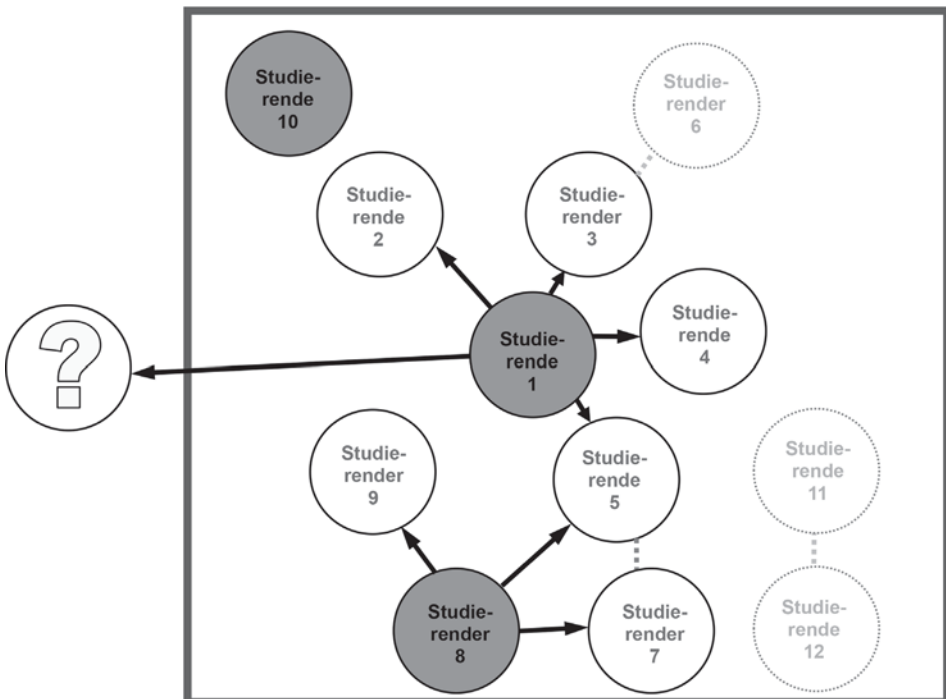 Studie-
rende
10
Studie-
render
6
Studie-
rende
2
Studie-
render
3
Studie-
rende
4
Studie-
rende
1
?
Studie-
render
9
Studie-
rende
5
Studie-
rende
11
Studie-
render
8
Studie-
render
7
Studie-
rende
12